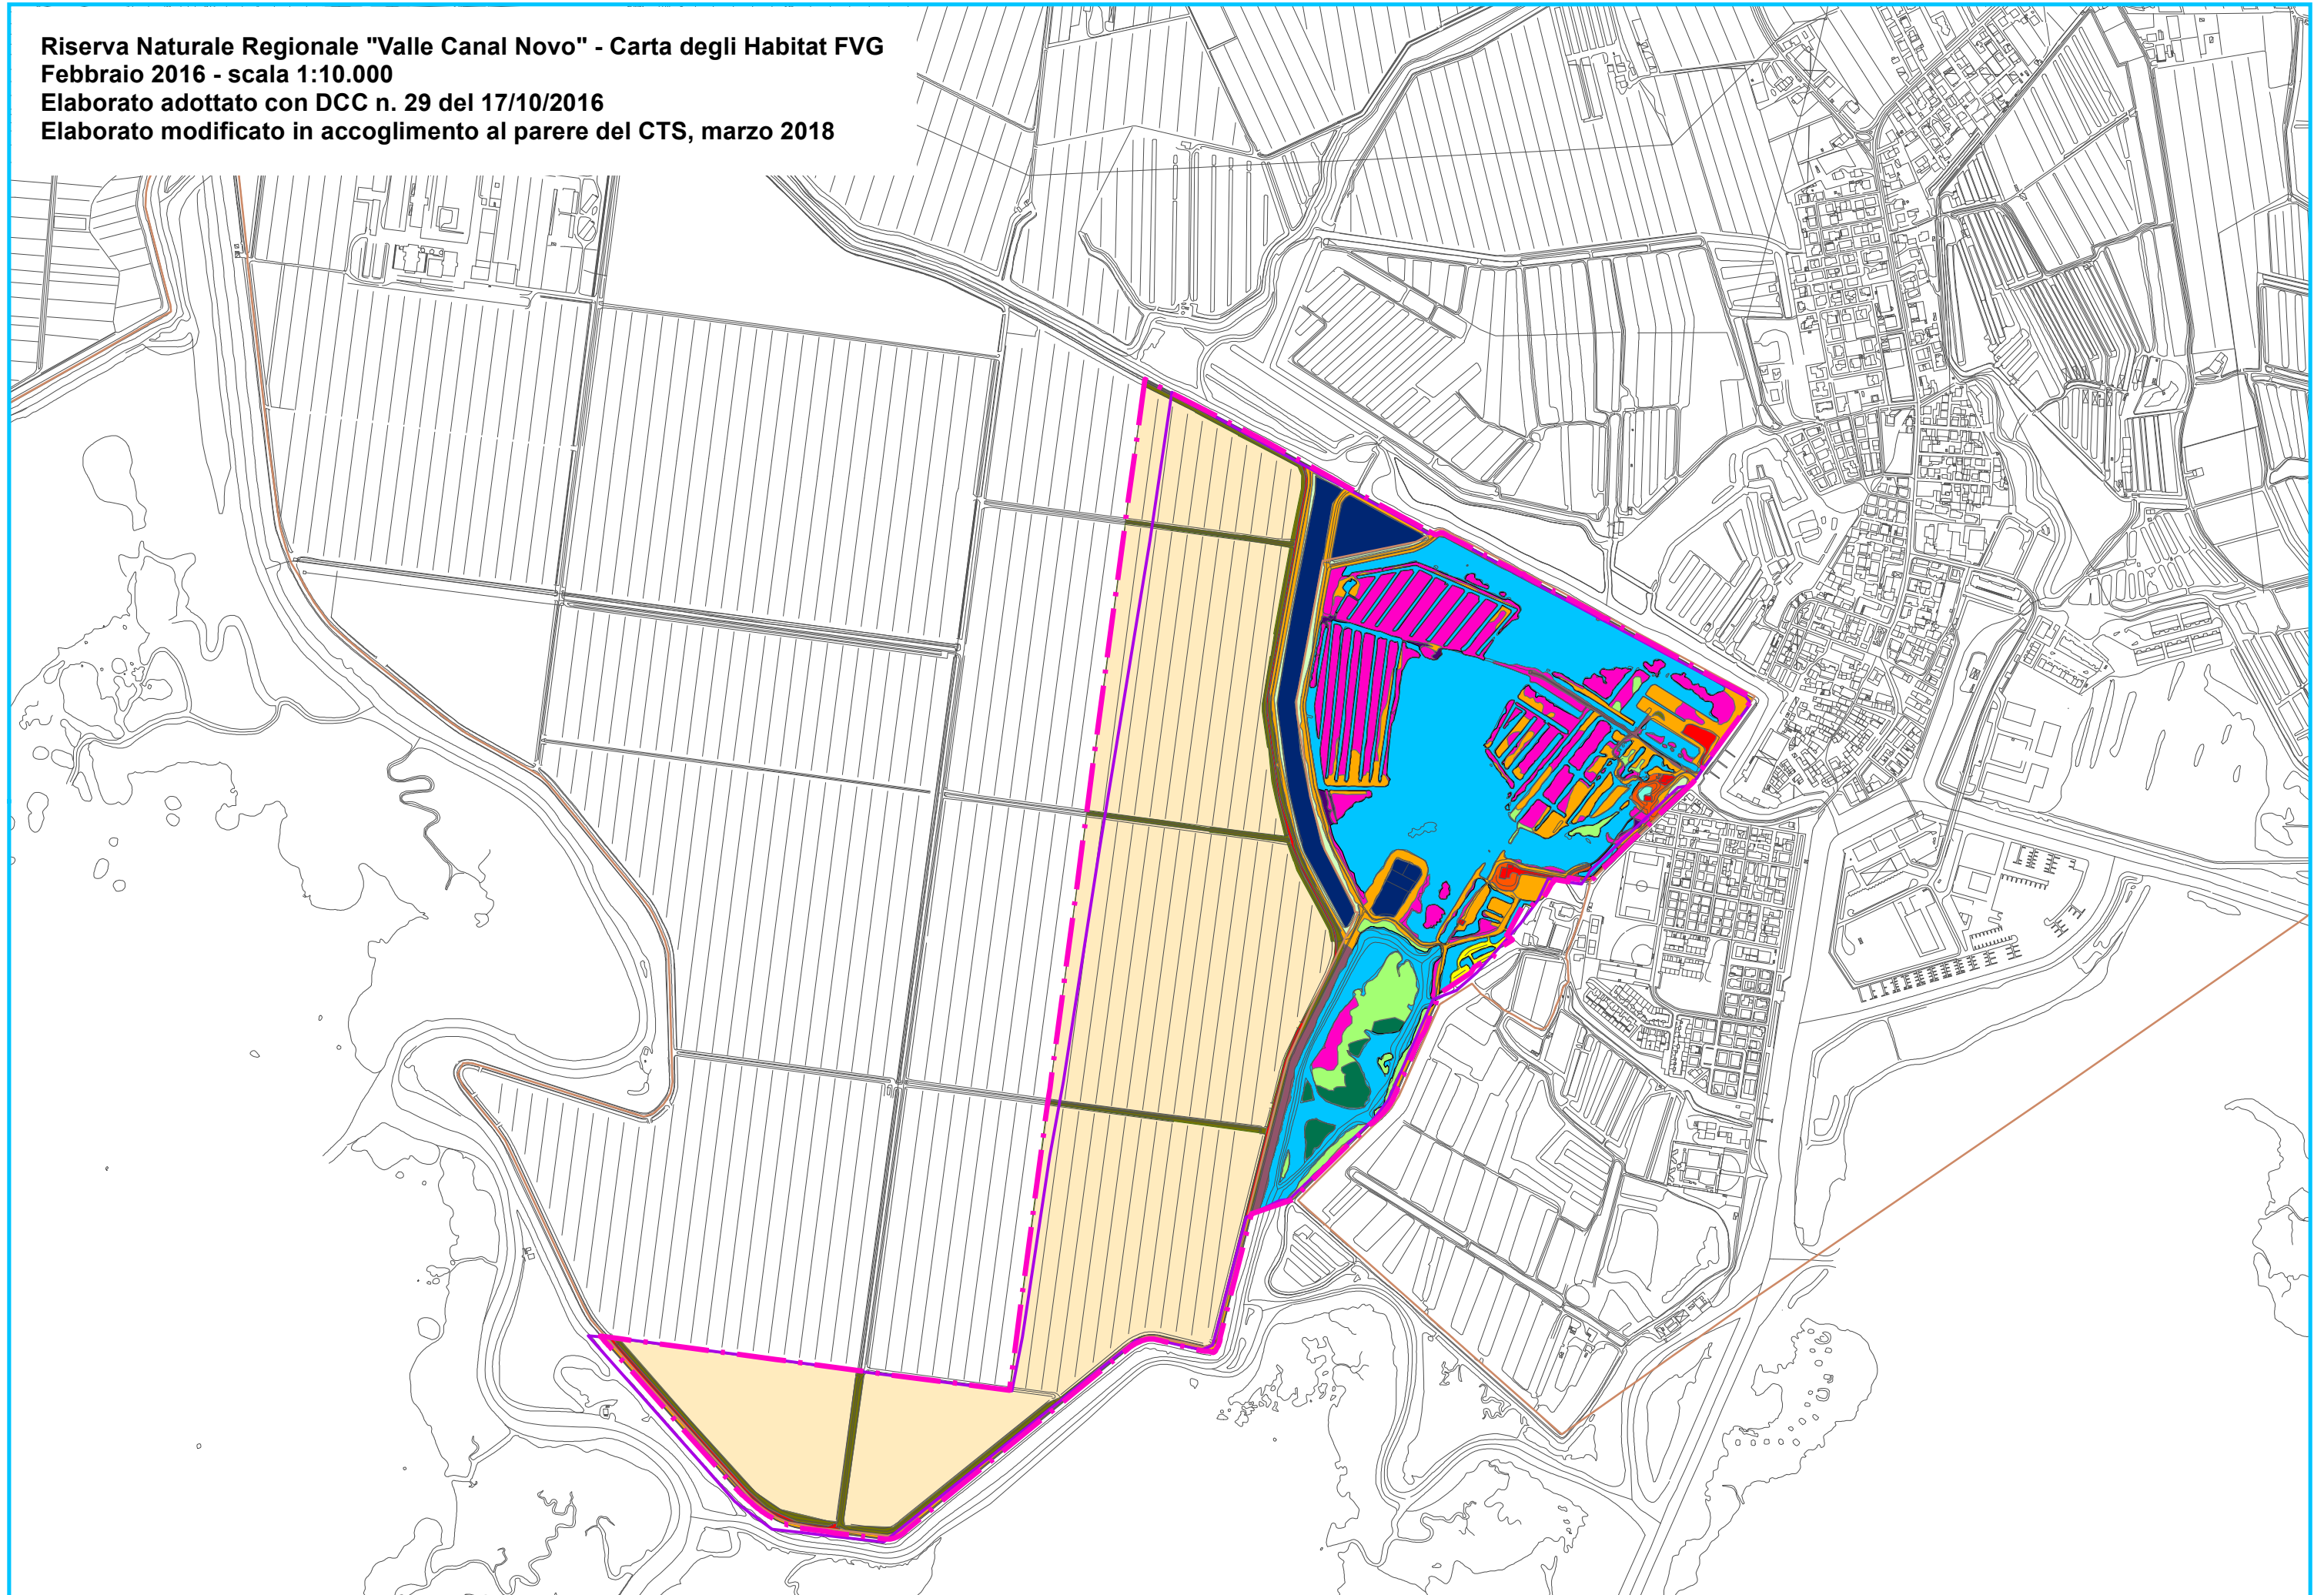 Riserva Naturale Regionale "Valle Canal Novo" - Carta degli Habitat FVG
Febbraio 2016 - scala 1:10.000
Elaborato adottato con DCC n. 29 del 17/10/2016
Elaborato modificato in accoglimento al parere del CTS, marzo 2018